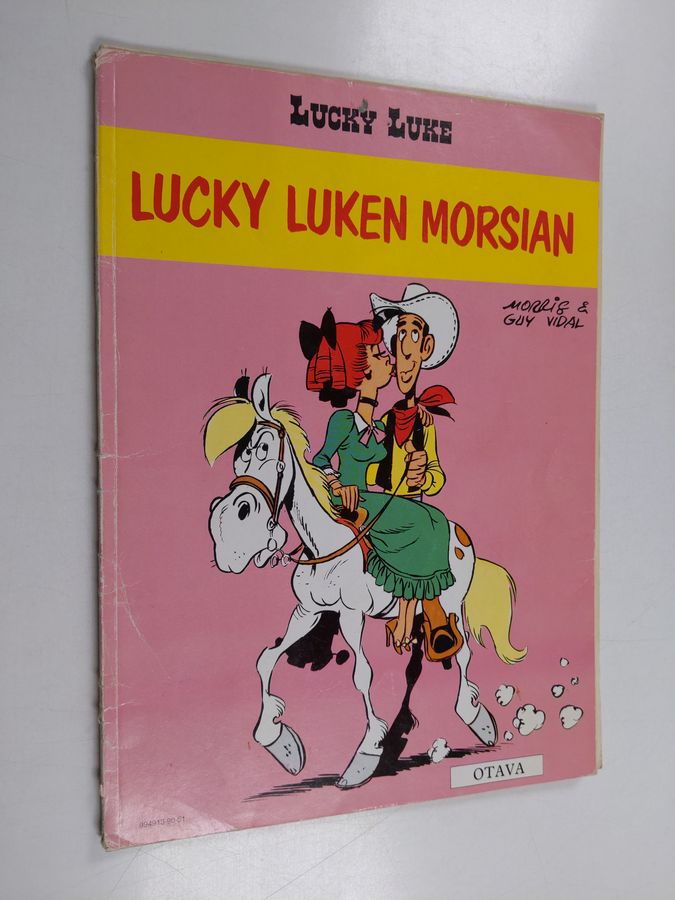 LUCKY LUKE
LUCKY LUKEN MORSIAN
MORRIS &
GUY VIDAL
OTAVA